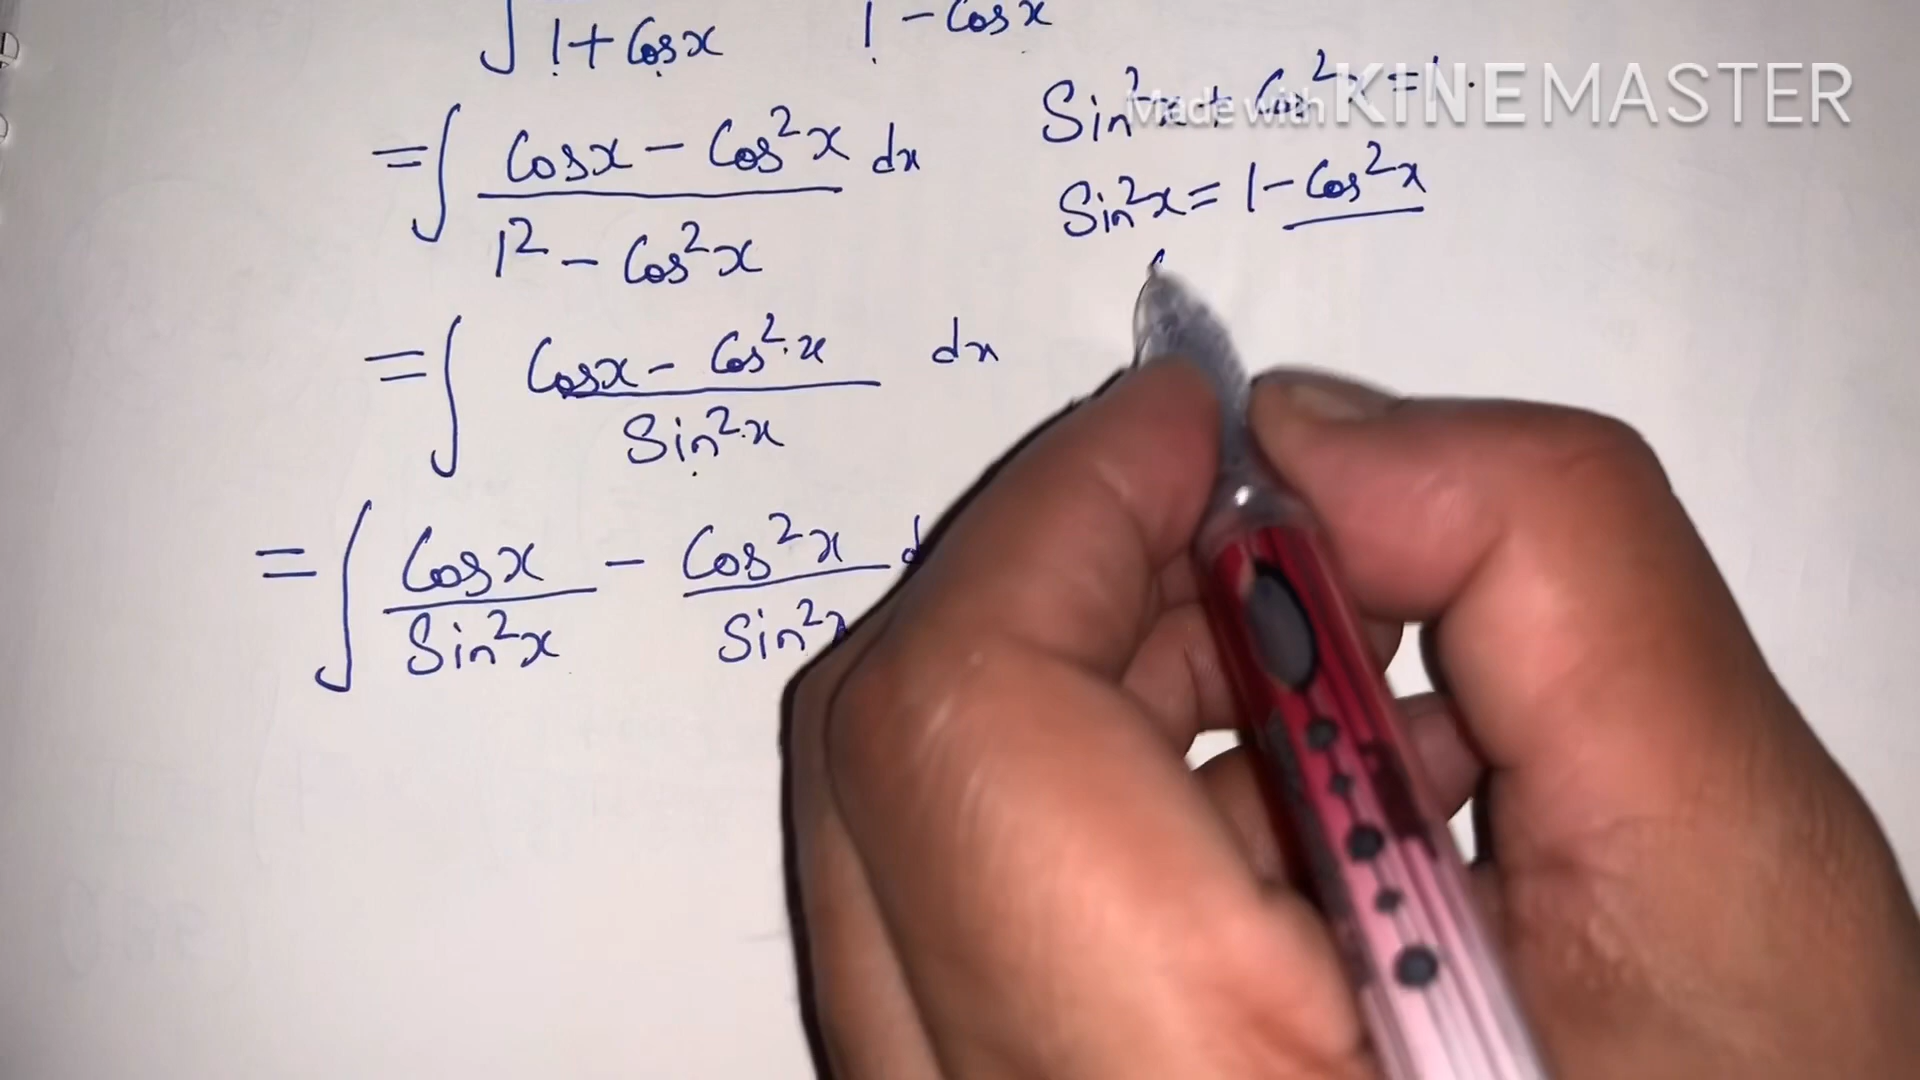 ∫ 1+Cosx 1-Cosx
= ∫ Cosx - Cos²x / 1² - Cos²x dx
= ∫ Cosx - Cos²x / Sin²x dx
= ∫ Cosx / Sin²x - Cos²x / Sin²x d
Sin²x + Cos²x = 1
Sin²x = 1 - Cos²x
Made with KINEMASTER